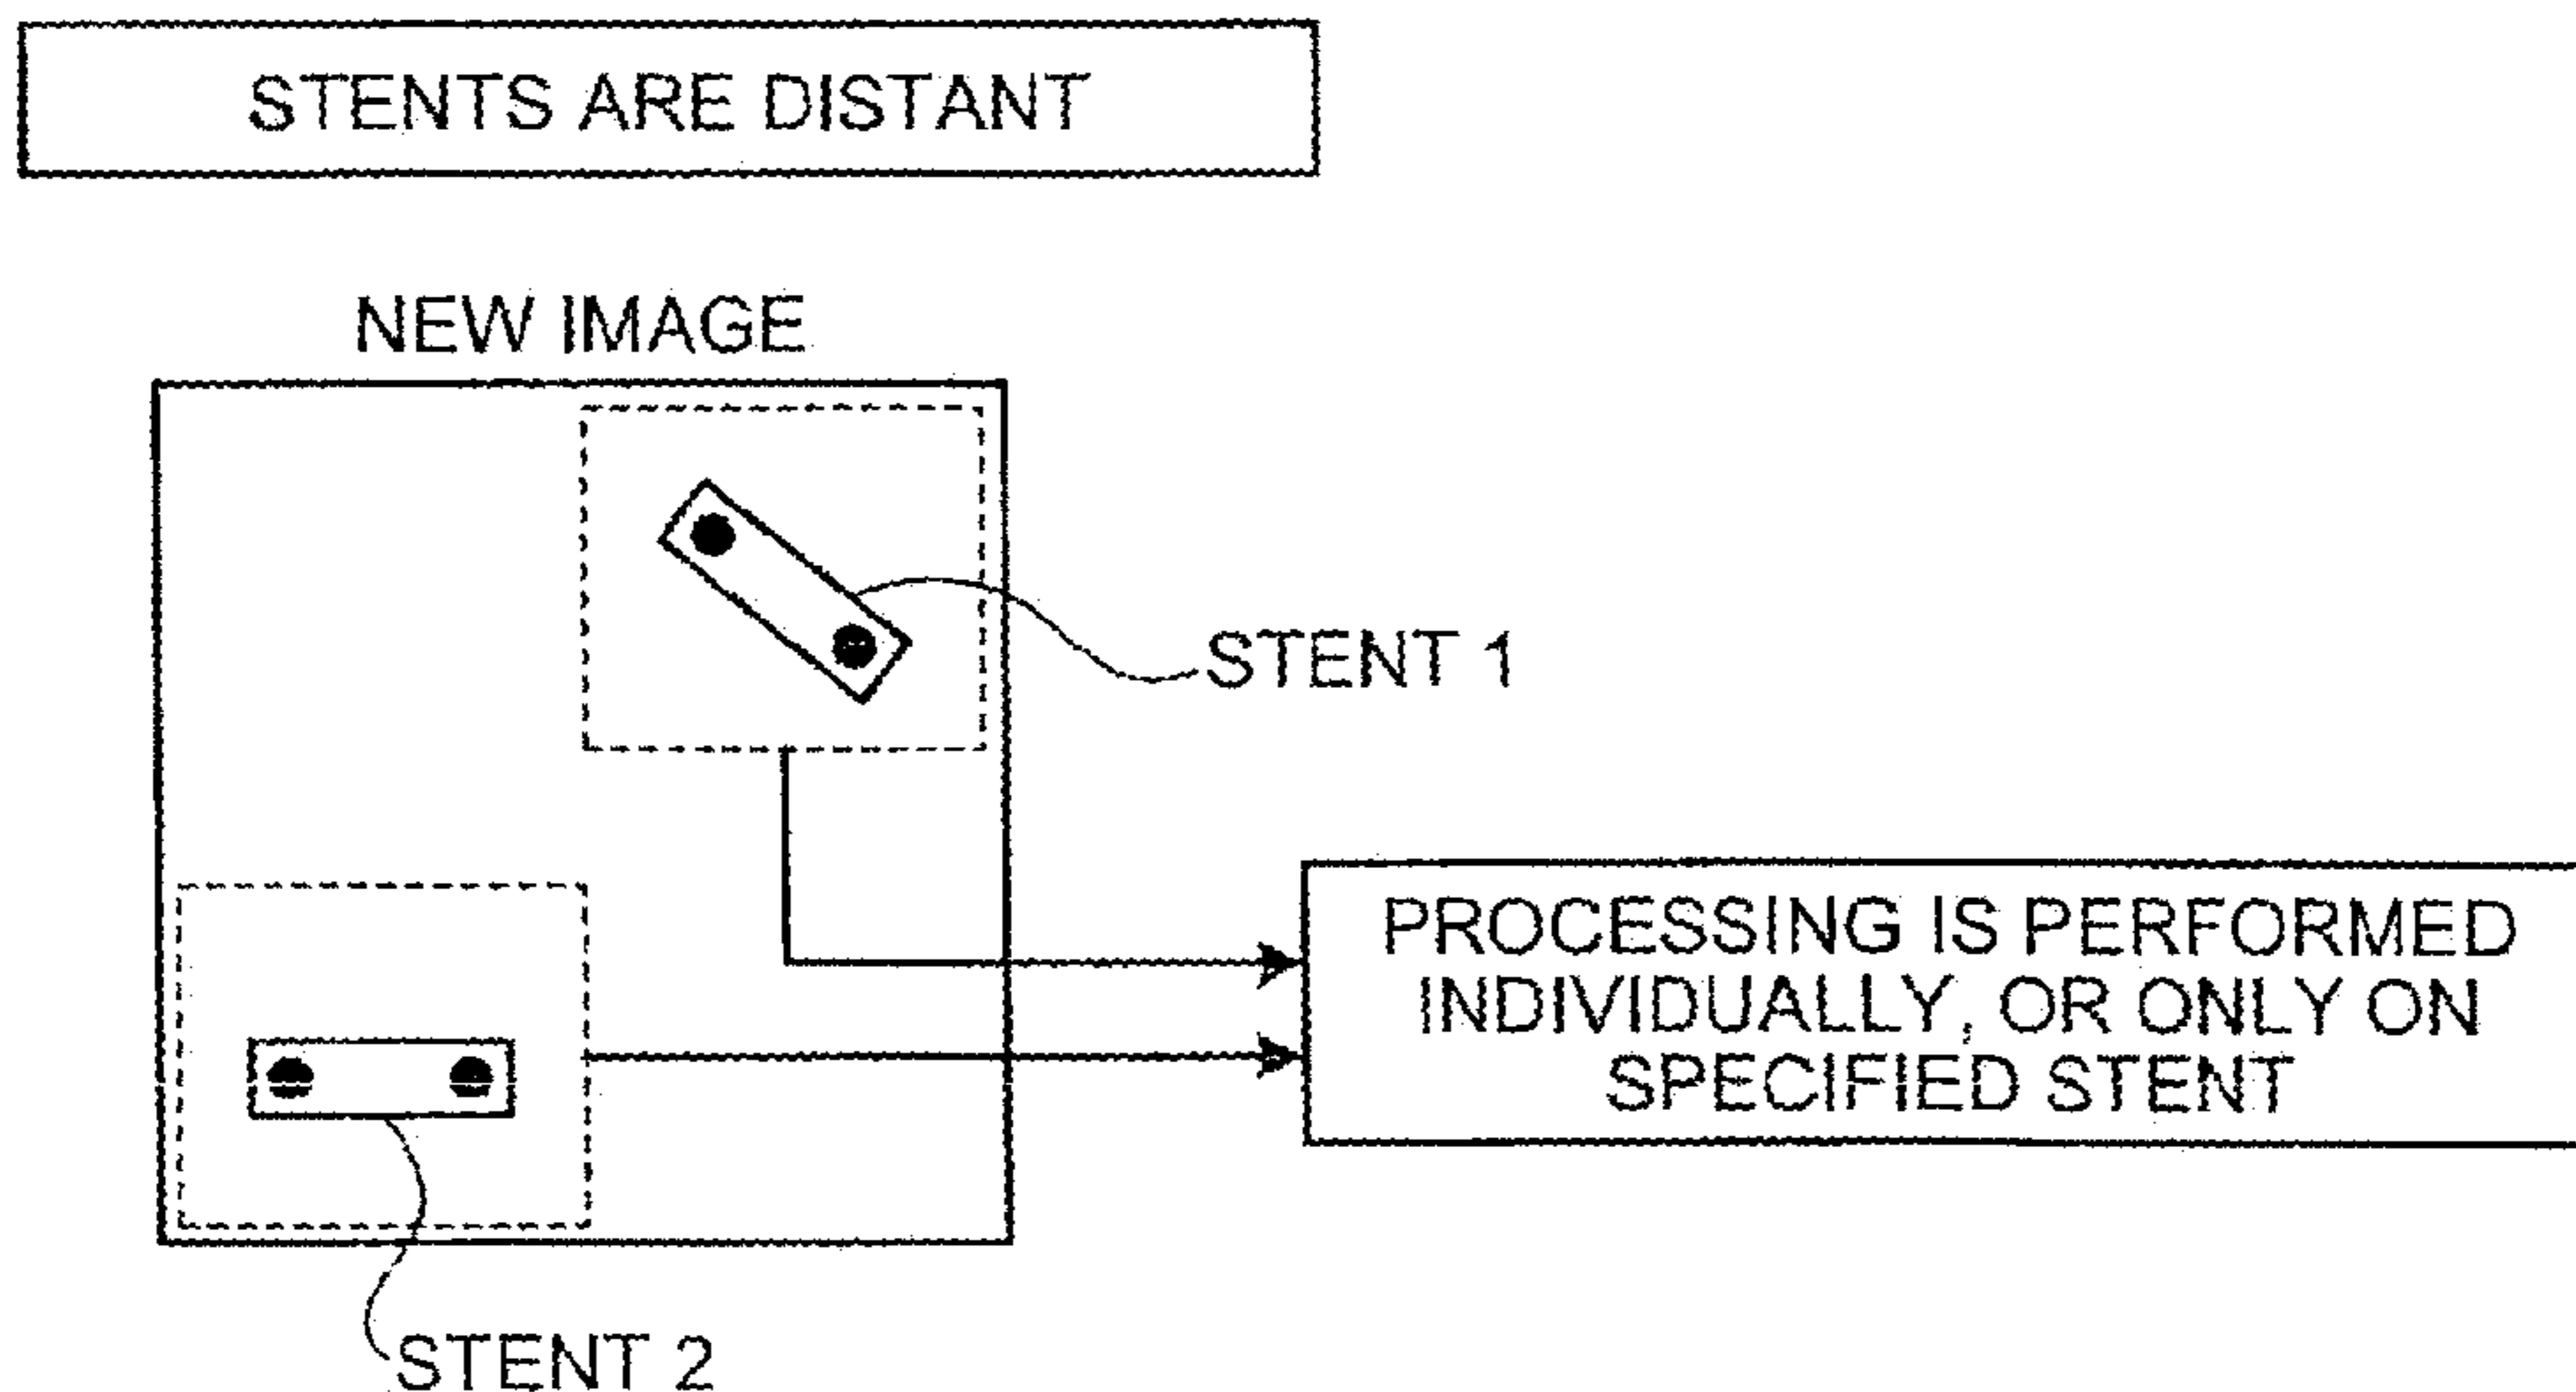 STENTS ARE DISTANT
NEW IMAGE
STENT 1
PROCESSING IS PERFORMED
INDIVIDUALLY, OR ONLY ON
SPECIFIED STENT
STENT 2